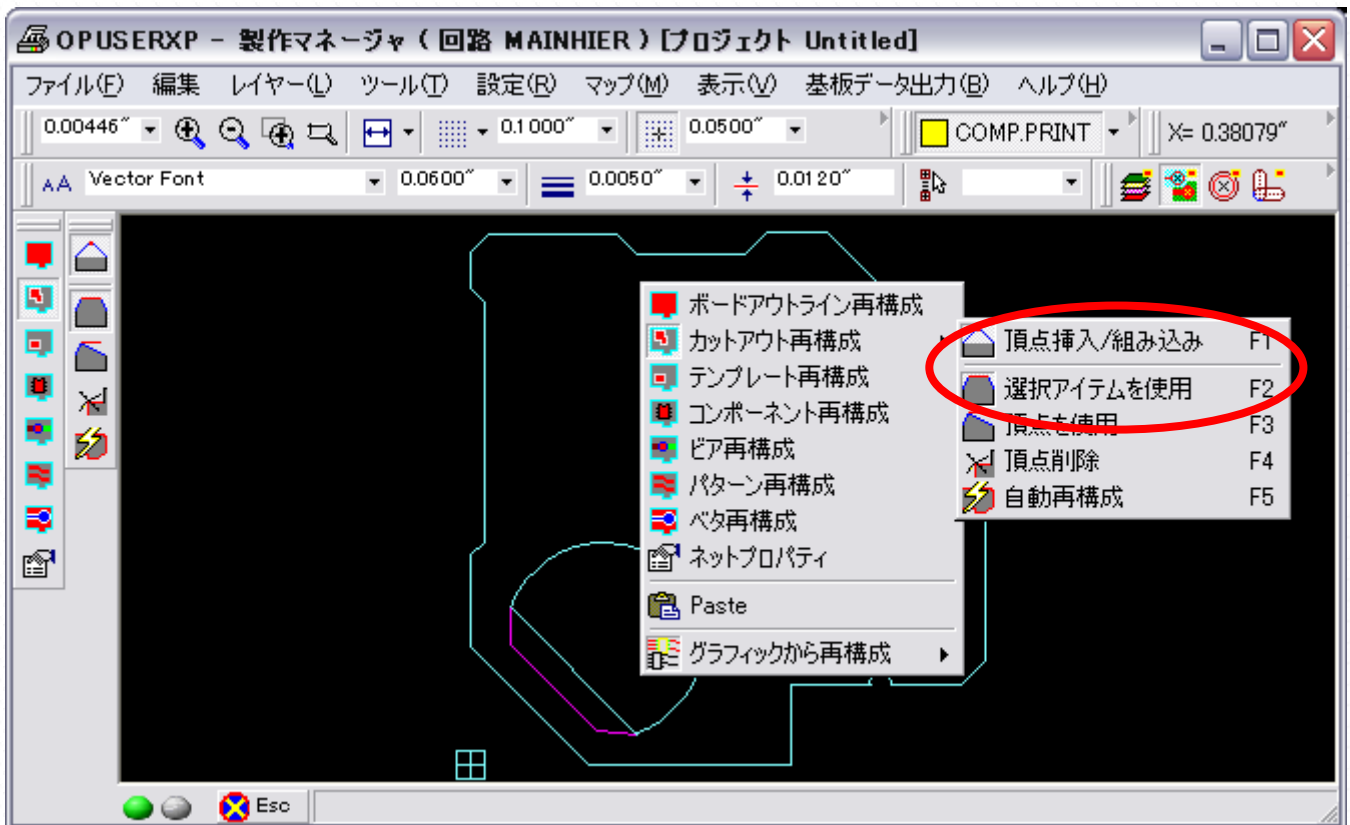 OPUSERXP - 製作マネージャ ( 回路 MAINHIER ) [プロジェクト Untitled]
ファイル(F) 編集 レイヤー(L) ツール(T) 設定(R) マップ(M) 表示(V) 基板データ出力(B) ヘルプ(H)
0.00446" 0.1000" 0.0500" COMP.PRINT X= 0.38079"
AA Vector Font 0.0600" 0.0050" 0.0120"
ボードアウトライン再構成
カットアウト再構成
テンプレート再構成
コンポーネント再構成
ビア再構成
パターン再構成
ベタ再構成
ネットプロパティ
Paste
グラフィックから再構成
頂点挿入/組み込み F1
選択アイテムを使用 F2
頂点を使用 F3
頂点削除 F4
自動再構成 F5
Esc